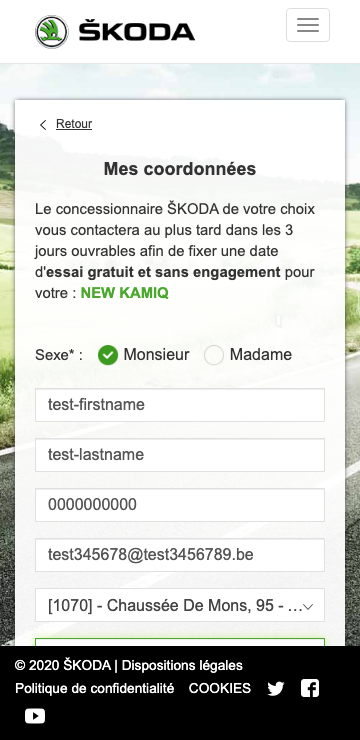 ŠKODA
Retour
Mes coordonnées
Le concessionnaire ŠKODA de votre choix
vous contactera au plus tard dans les 3
jours ouvrables afin de fixer une date
d'essai gratuit et sans engagement pour
votre : NEW KAMIQ
Sexe* : Monsieur Madame
test-firstname
test-lastname
0000000000
test345678@test3456789.be
[1070] - Chaussée De Mons, 95 - ...
© 2020 ŠKODA | Dispositions légales
Politique de confidentialité COOKIES